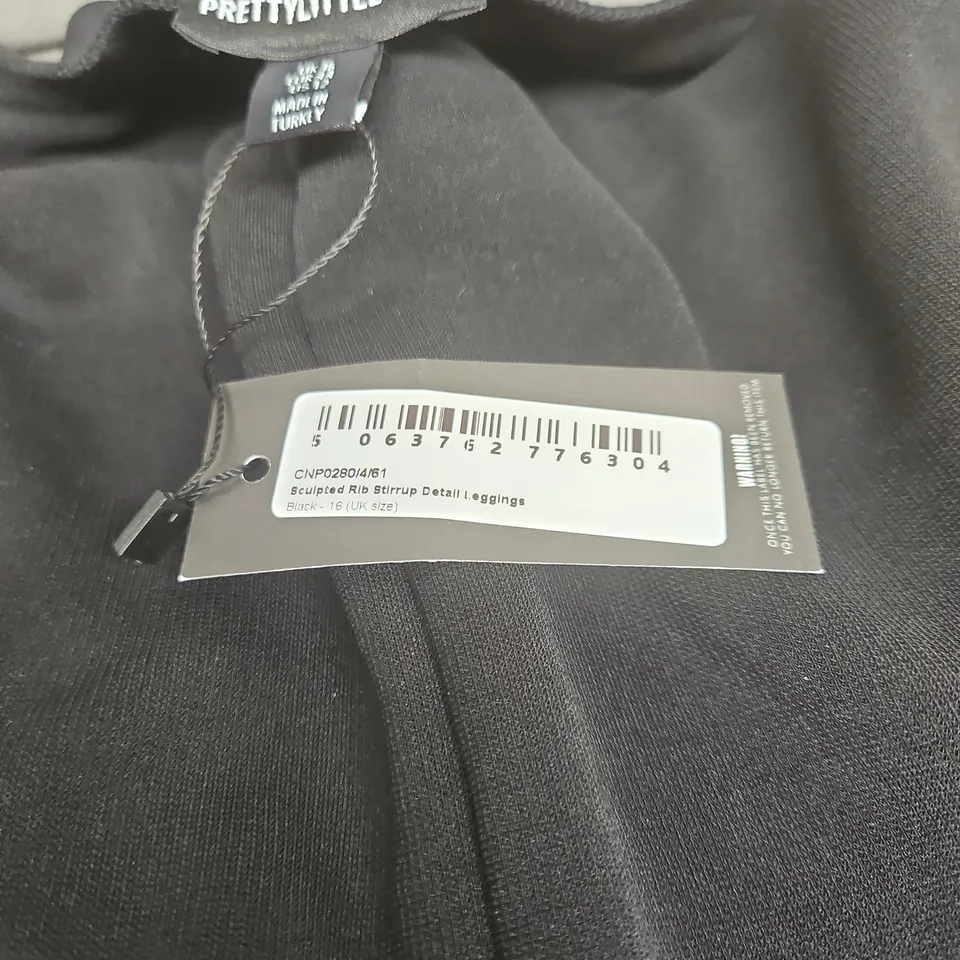 PRETTYLITTLE
MADE IN
TURKEY
5 063762 776304
CNP0280/4/61
Sculpted Rib Stirrup Detail Leggings
Black - 16 (UK size)
WARNING!
ONCE THIS LABEL HAS BEEN REMOVED
YOU CAN NO LONGER RETURN THIS ITEM